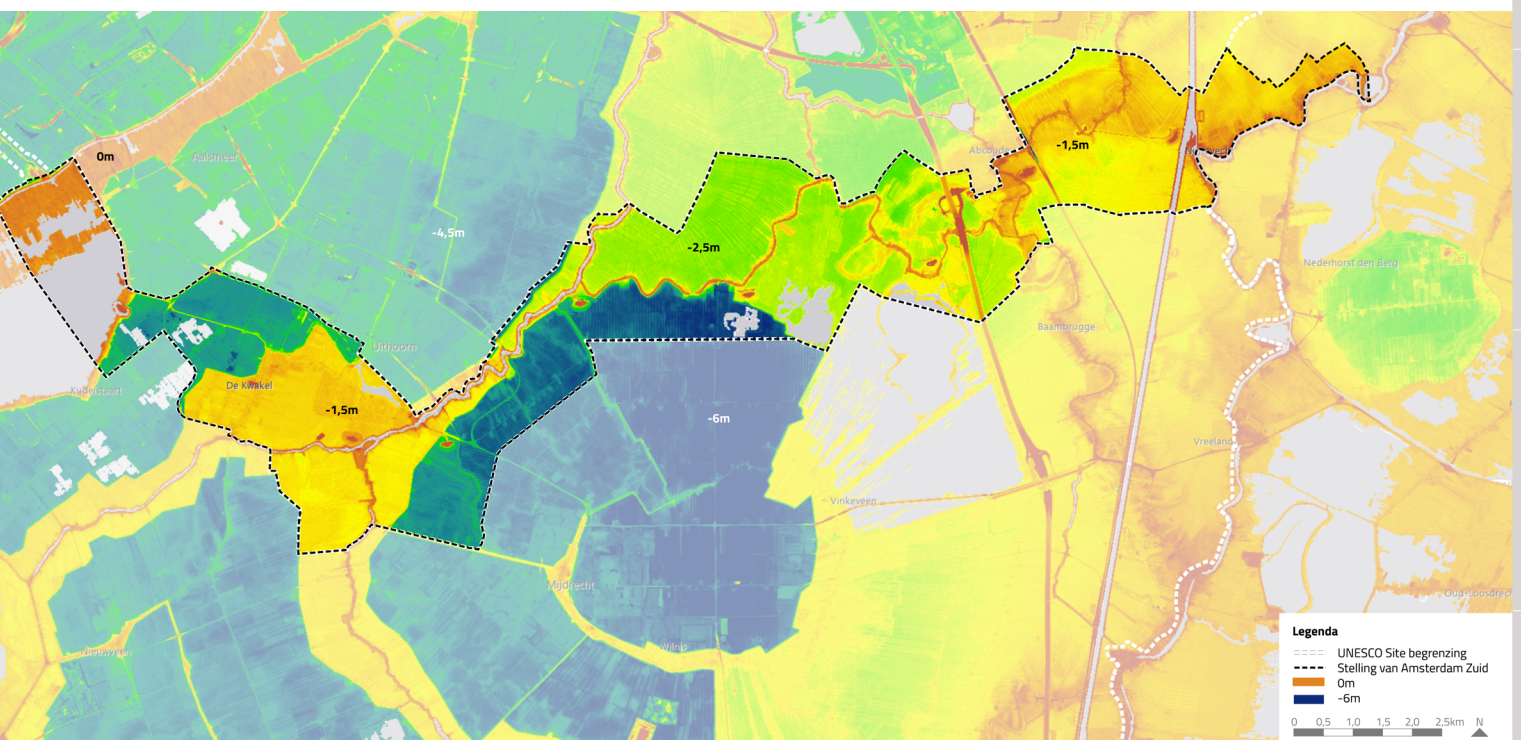 0m
Aalsmeer
Abcoude
-1,5m
-4,5m
-2,5m
Nederhorst den Berg
Baambrugge
Uithoorn
De Kwakel
Kudelstaart
-1,5m
-6m
Vreeland
Vinkeveen
Mijdrecht
Oud-Loosdrech
Nieuwveen
Wilnis
Legenda
UNESCO Site begrenzing
Stelling van Amsterdam Zuid
0m
-6m
0 0,5 1,0 1,5 2,0 2,5km N